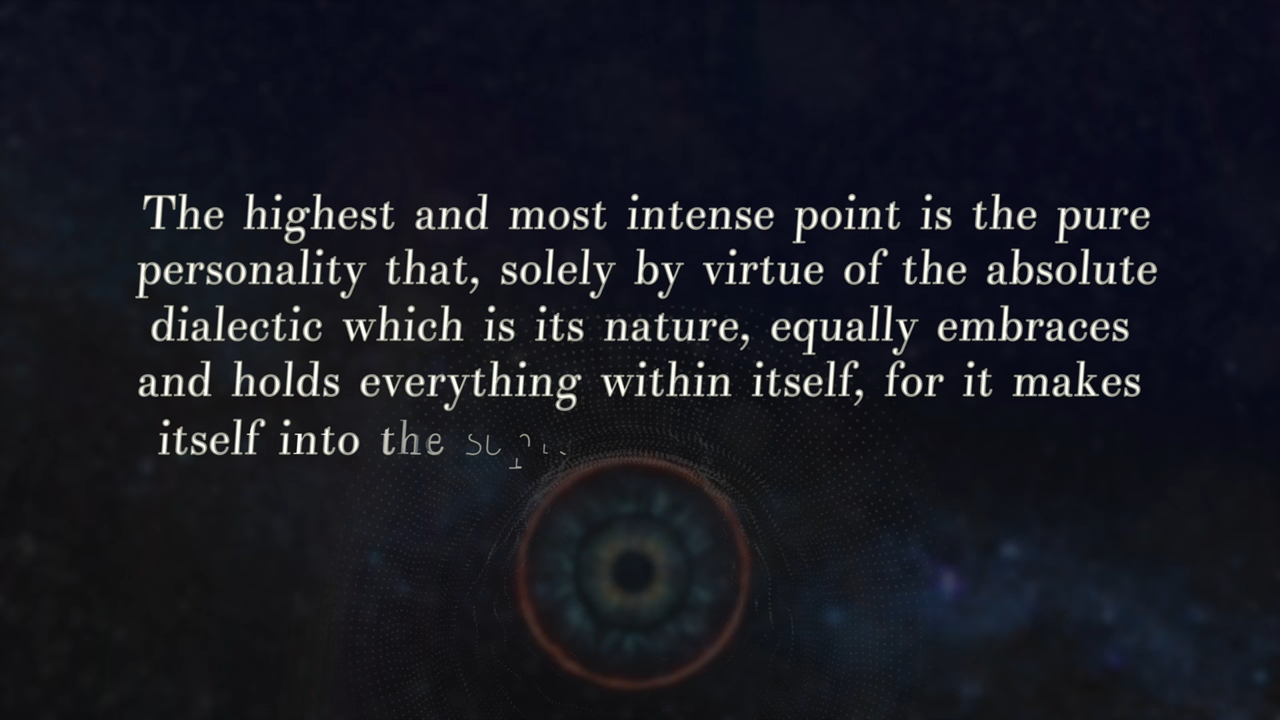 The highest and most intense point is the pure
personality that, solely by virtue of the absolute
dialectic which is its nature, equally embraces
and holds everything within itself, for it makes
itself into the